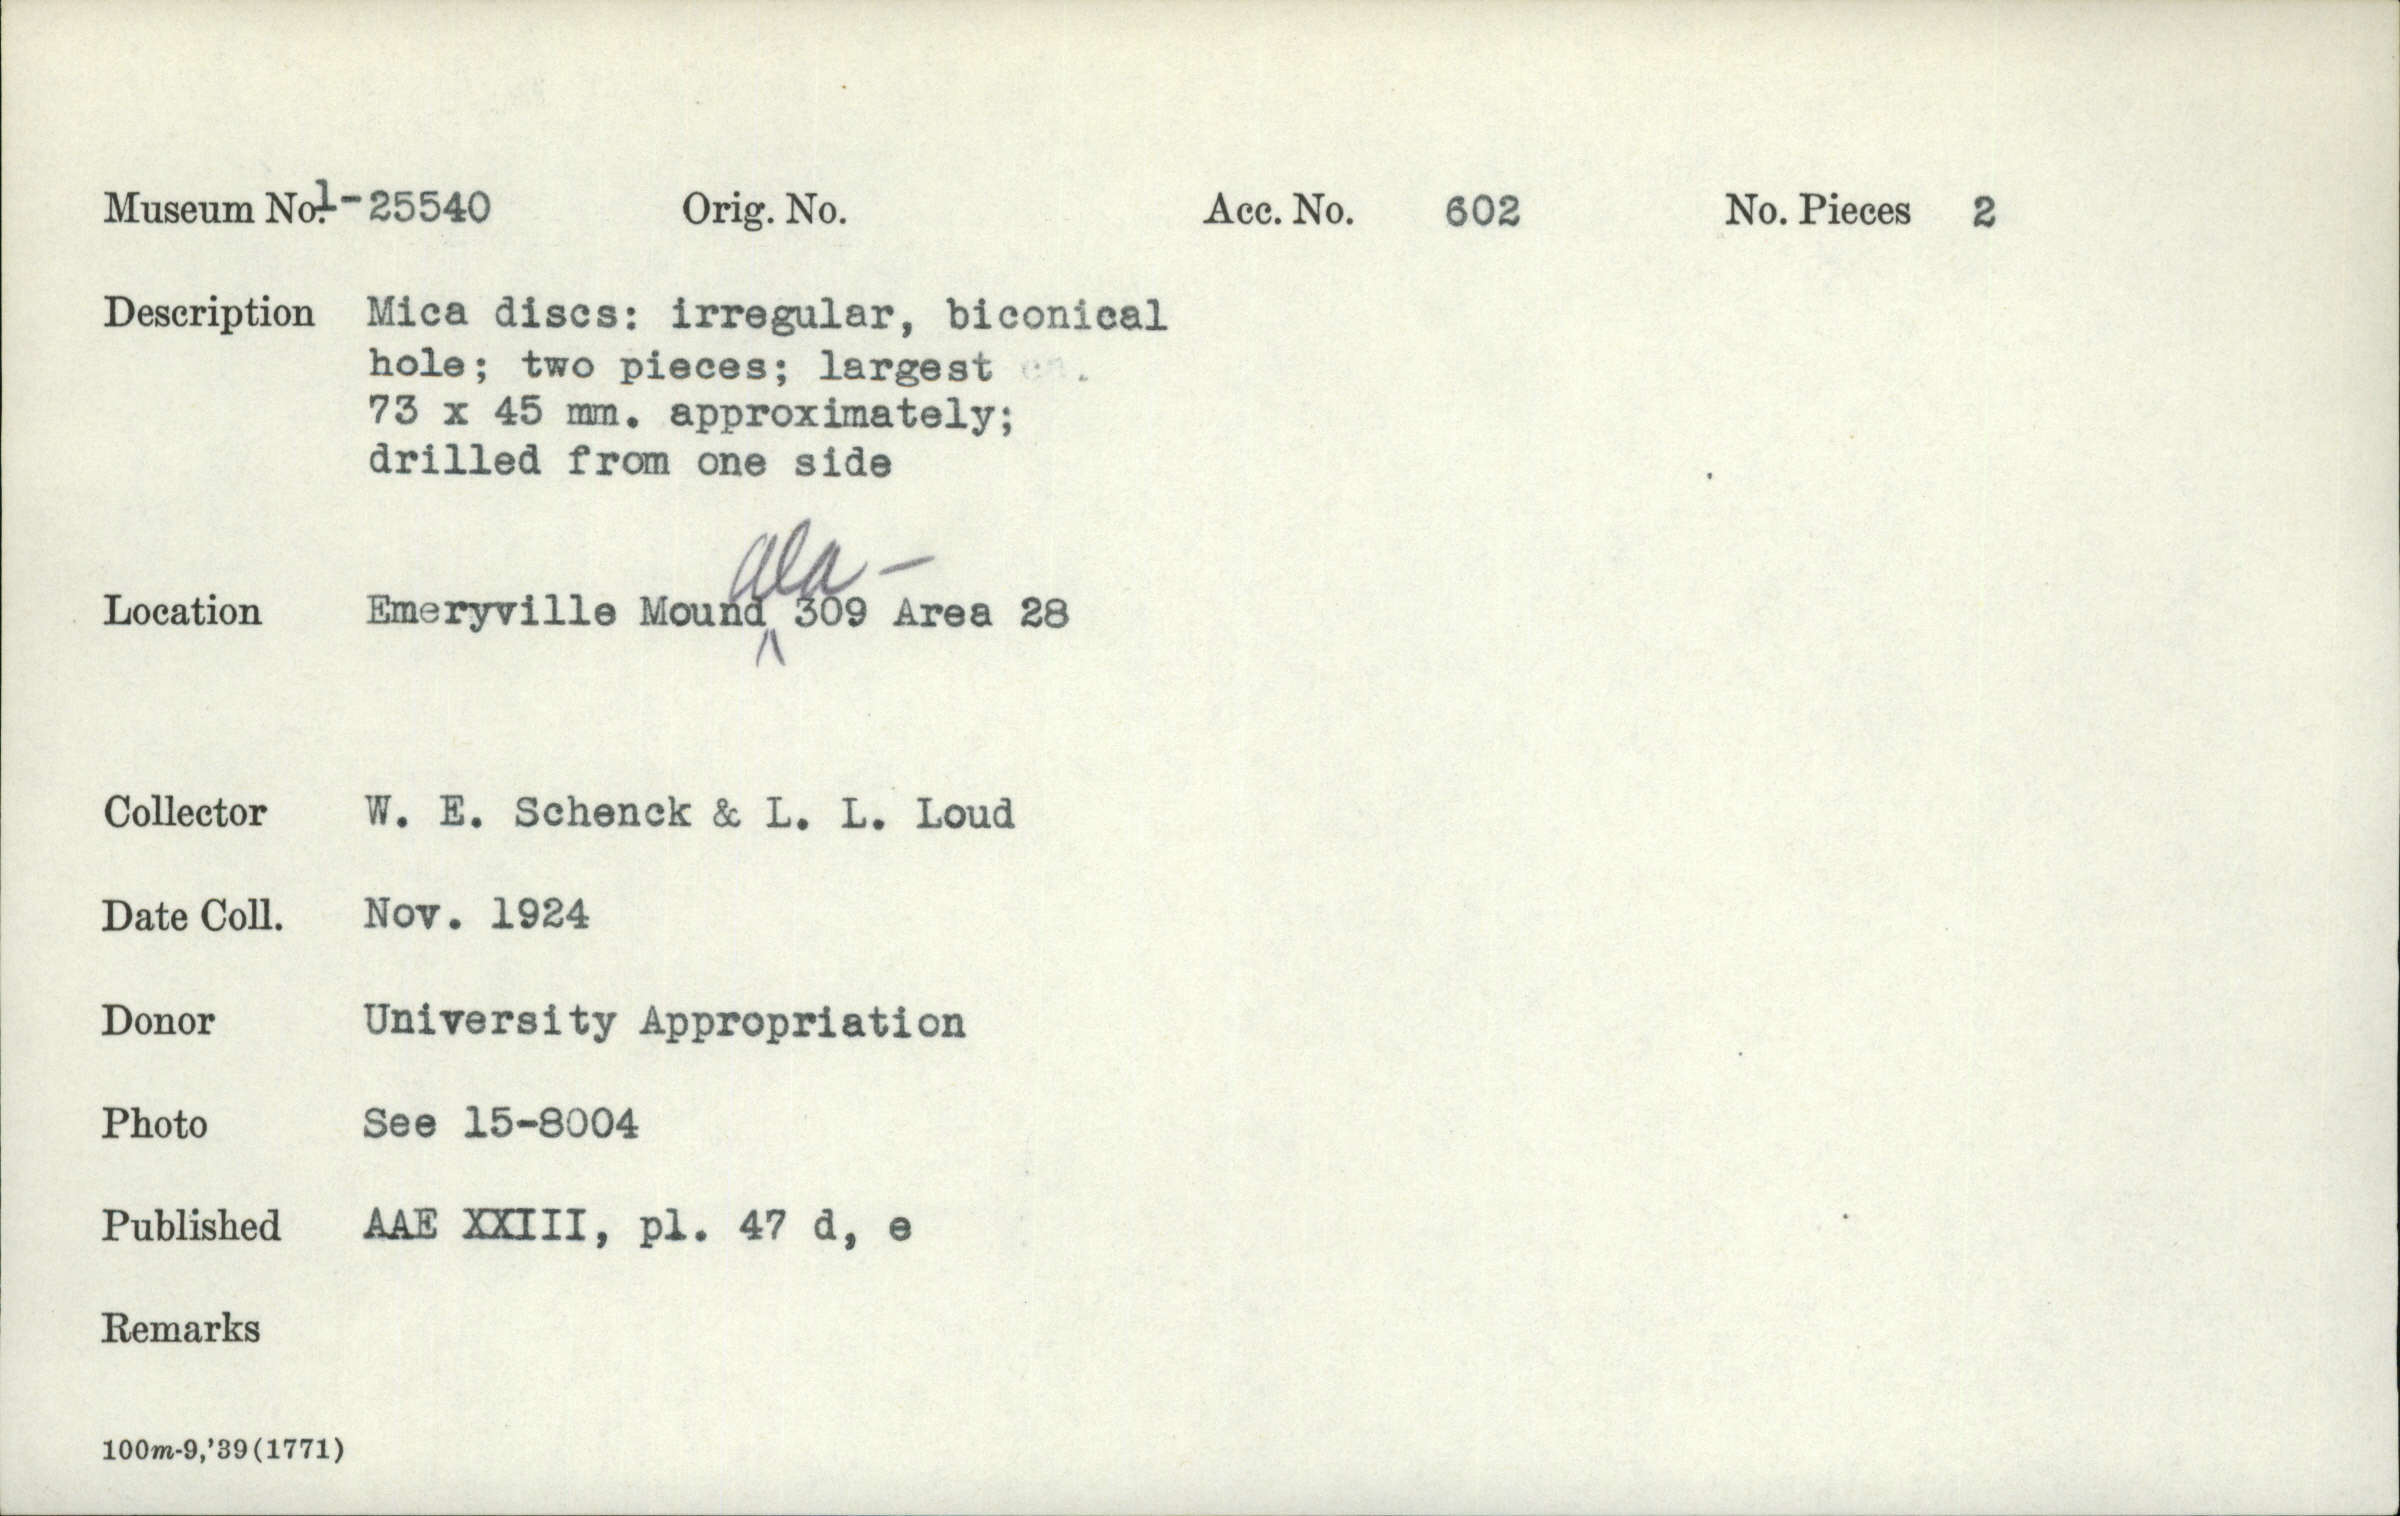 Museum No. 1-25540 Orig. No. Acc. No. 602 No. Pieces 2
Description Mica discs: irregular, biconical
hole; two pieces; largest
73 x 45 mm. approximately;
drilled from one side
Location Emeryville Mound Ala- 309 Area 28
Collector W. E. Schenck & L. L. Loud
Date Coll. Nov. 1924
Donor University Appropriation
Photo See 15-8004
Published AAE XXIII, pl. 47 d, e
Remarks
100m-9,'39(1771)